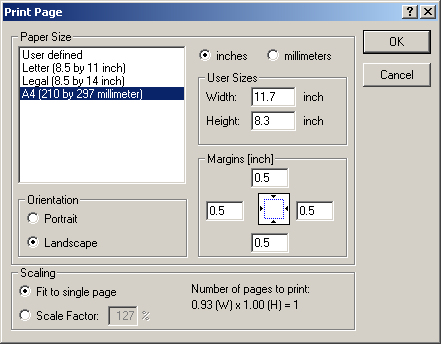 Print Page
Paper Size
User defined
Letter (8.5 by 11 inch)
Legal (8.5 by 14 inch)
A4 (210 by 297 millimeter)
inches
millimeters
User Sizes
Width: 11.7 inch
Height: 8.3 inch
OK
Cancel
Orientation
Portrait
Landscape
Margins [inch]
0.5
0.5 0.5
0.5
Scaling
Fit to single page
Scale Factor: 127 %
Number of pages to print:
0.93 (W) x 1.00 (H) = 1